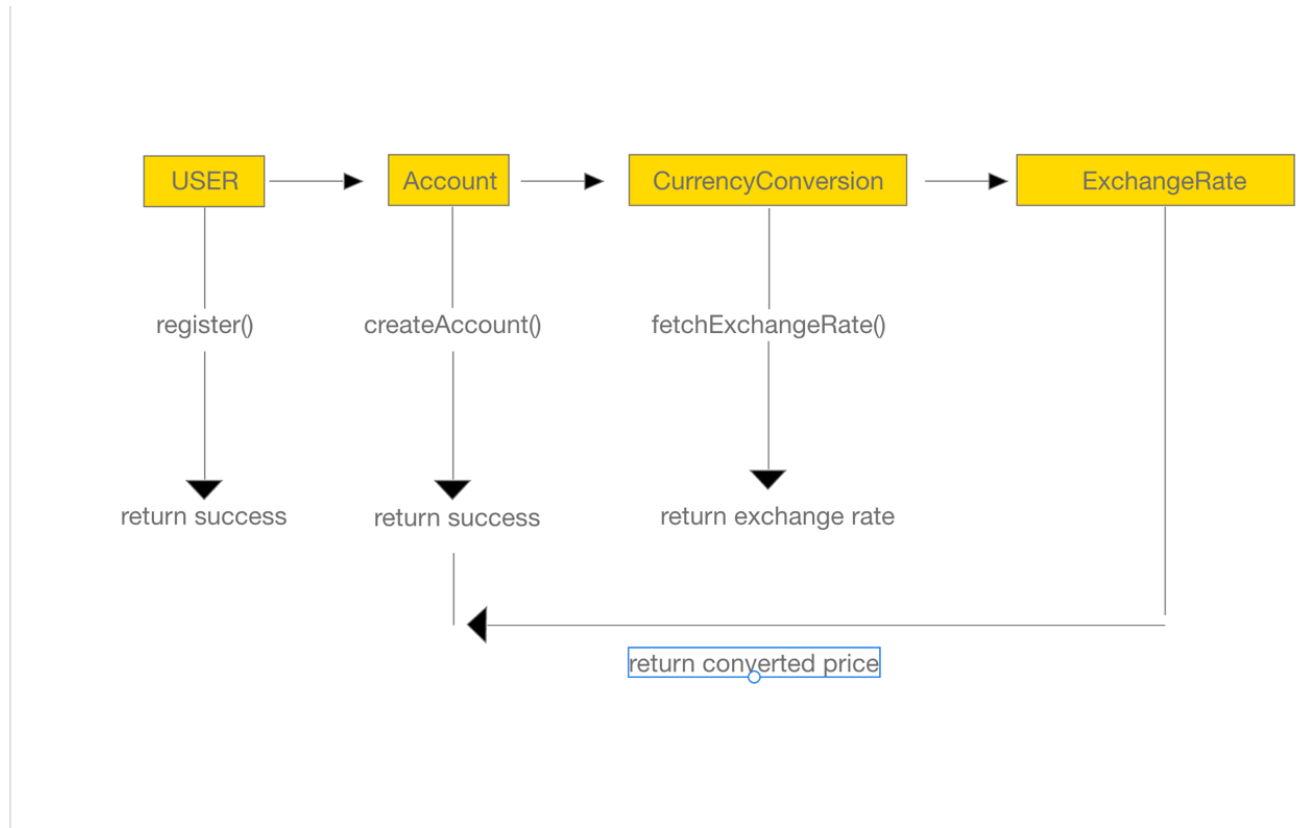 USER
Account
CurrencyConversion
ExchangeRate
register()
createAccount()
fetchExchangeRate()
return success
return success
return exchange rate
return converted price